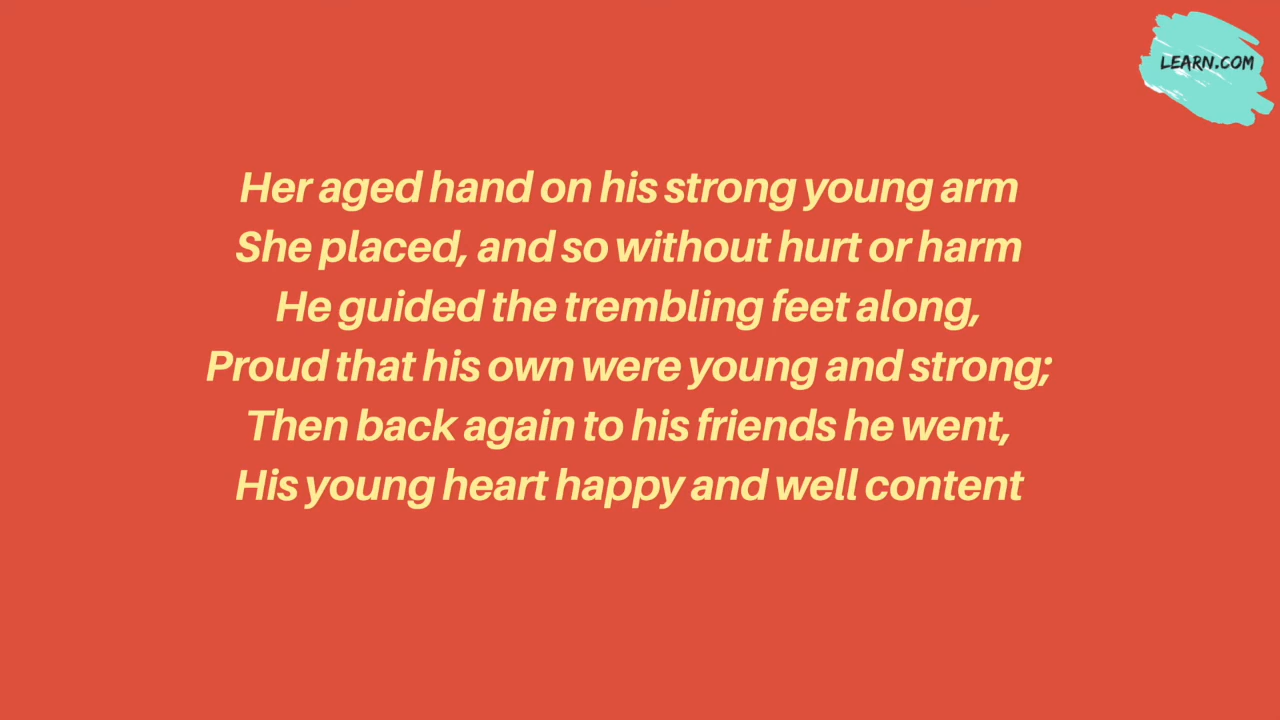 LEARN.COM
Her aged hand on his strong young arm
She placed, and so without hurt or harm
He guided the trembling feet along,
Proud that his own were young and strong;
Then back again to his friends he went,
His young heart happy and well content